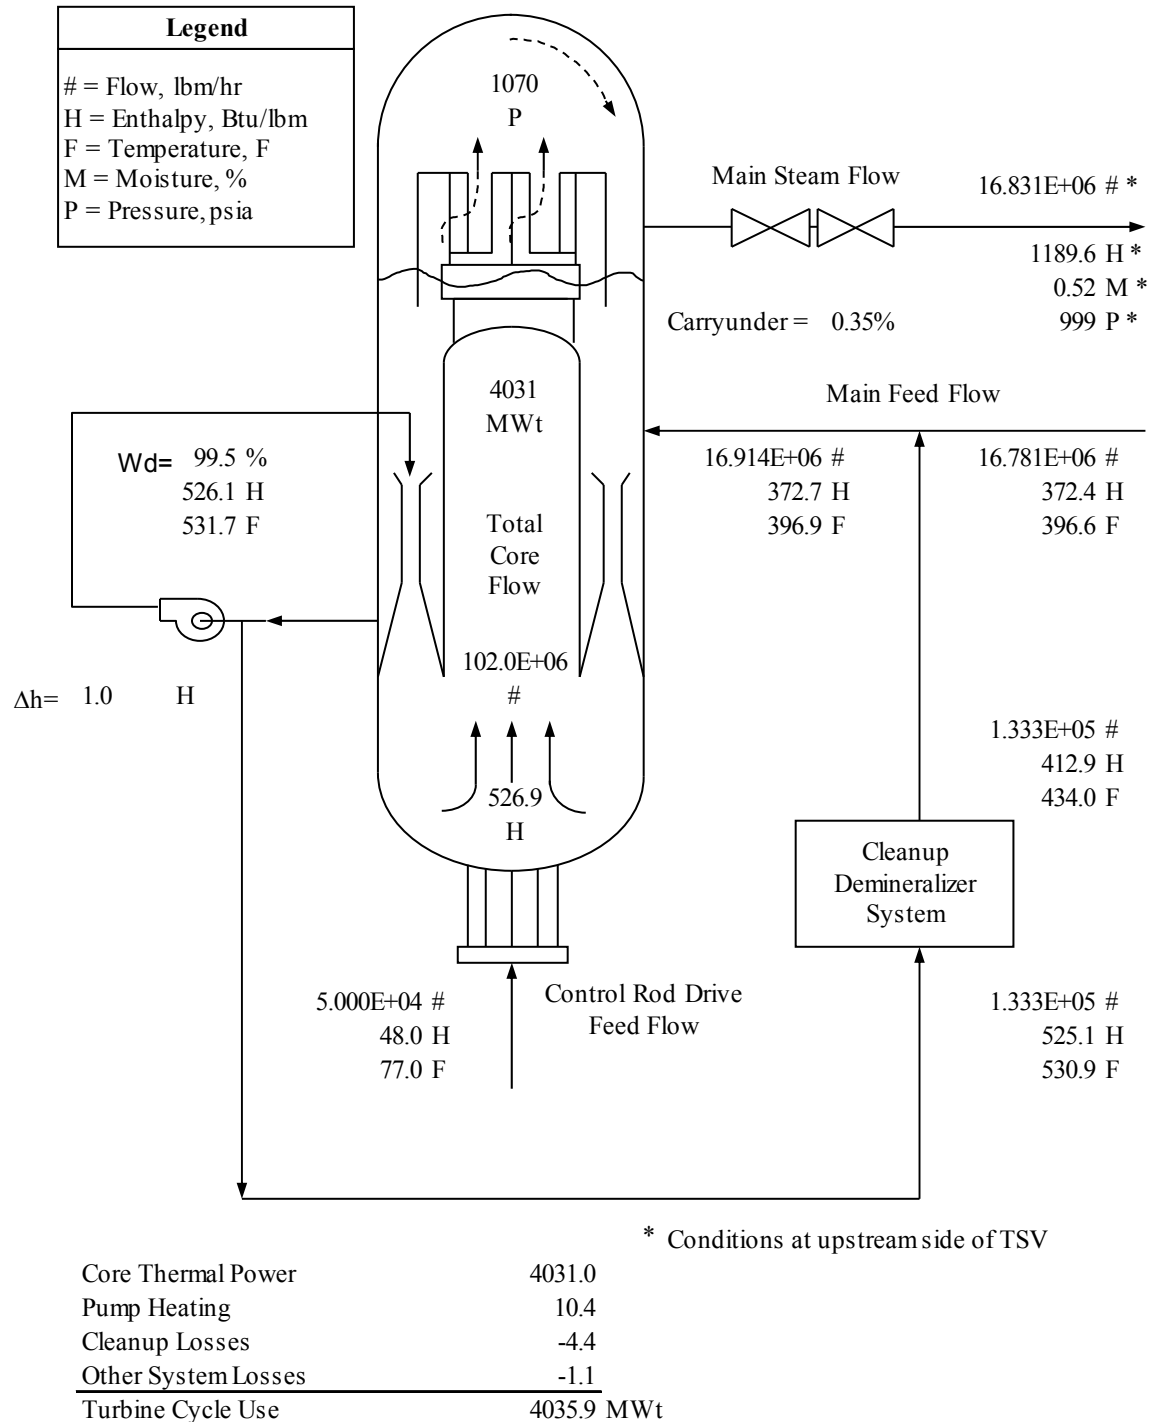 Legend
# = Flow, lbm/hr
H = Enthalpy, Btu/lbm
F = Temperature, F
M = Moisture, %
P = Pressure, psia
1070
P
Main Steam Flow
16.831E+06 # *
1189.6 H *
0.52 M *
999 P *
Carryunder = 0.35%
4031
MWt
Main Feed Flow
Wd= 99.5 %
526.1 H
531.7 F
16.914E+06 #
372.7 H
396.9 F
16.781E+06 #
372.4 H
396.6 F
Total
Core
Flow
102.0E+06
#
Δh= 1.0 H
1.333E+05 #
412.9 H
434.0 F
526.9
H
Cleanup
Demineralizer
System
5.000E+04 #
48.0 H
77.0 F
Control Rod Drive
Feed Flow
1.333E+05 #
525.1 H
530.9 F
* Conditions at upstream side of TSV
Core Thermal Power 4031.0
Pump Heating 10.4
Cleanup Losses -4.4
Other System Losses -1.1
Turbine Cycle Use 4035.9 MWt